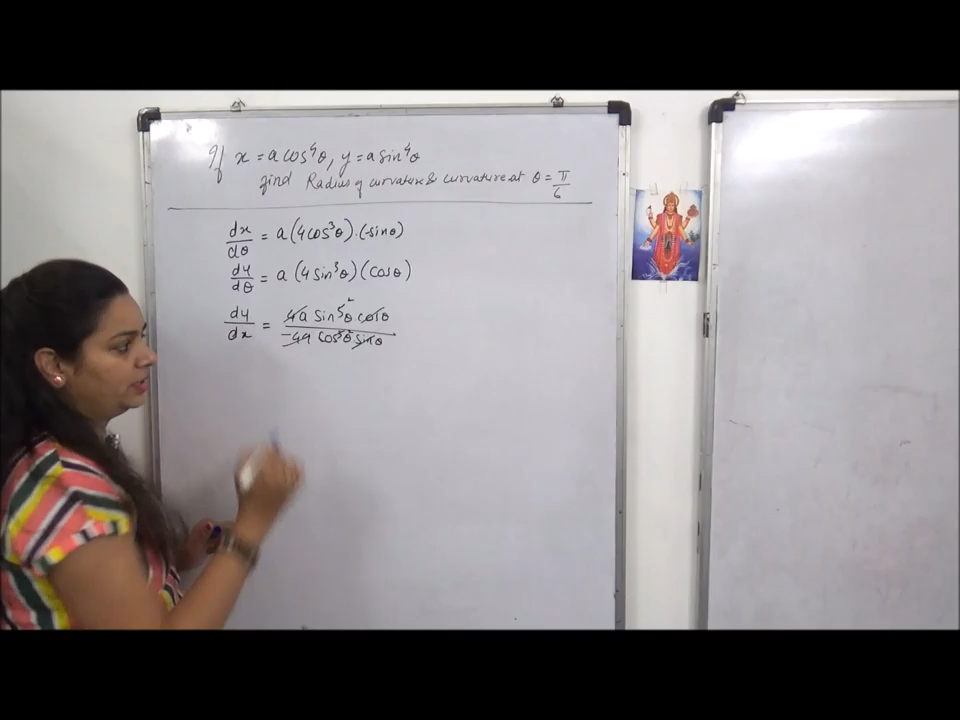 If x = a cos⁴θ, y = a sin⁴θ
find Radius of curvature & curvature at θ = π/6
dx/dθ = a(4cos³θ)·(-sinθ)
dy/dθ = a(4sin³θ)(cosθ)
dy/dx = 4a sin³θ cosθ / -4a cos³θ sinθ